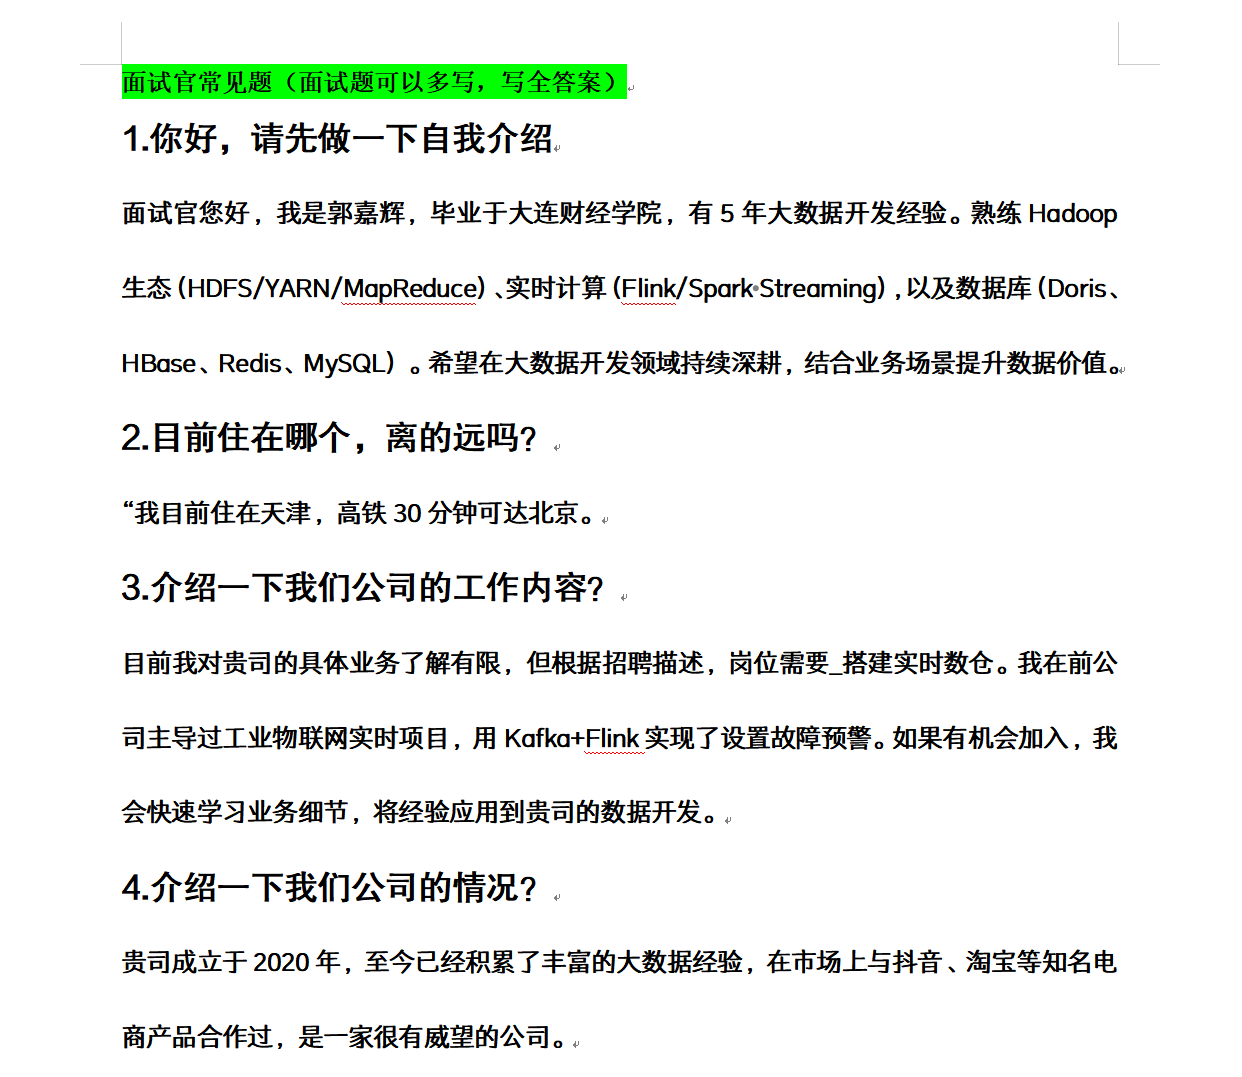 面试官常见题（面试题可以多写，写全答案）
1.你好，请先做一下自我介绍
面试官您好，我是郭嘉辉，毕业于大连财经学院，有 5 年大数据开发经验。熟练 Hadoop
生态（HDFS/YARN/MapReduce）、实时计算（Flink/Spark Streaming），以及数据库（Doris、
HBase、Redis、MySQL）。希望在大数据开发领域持续深耕，结合业务场景提升数据价值。
2.目前住在哪个，离的远吗？
“我目前住在天津，高铁 30 分钟可达北京。
3.介绍一下我们公司的工作内容？
目前我对贵司的具体业务了解有限，但根据招聘描述，岗位需要_搭建实时数仓。我在前公
司主导过工业物联网实时项目，用 Kafka+Flink 实现了设置故障预警。如果有机会加入，我
会快速学习业务细节，将经验应用到贵司的数据开发。
4.介绍一下我们公司的情况？
贵司成立于 2020 年，至今已经积累了丰富的大数据经验，在市场上与抖音、淘宝等知名电
商产品合作过，是一家很有威望的公司。